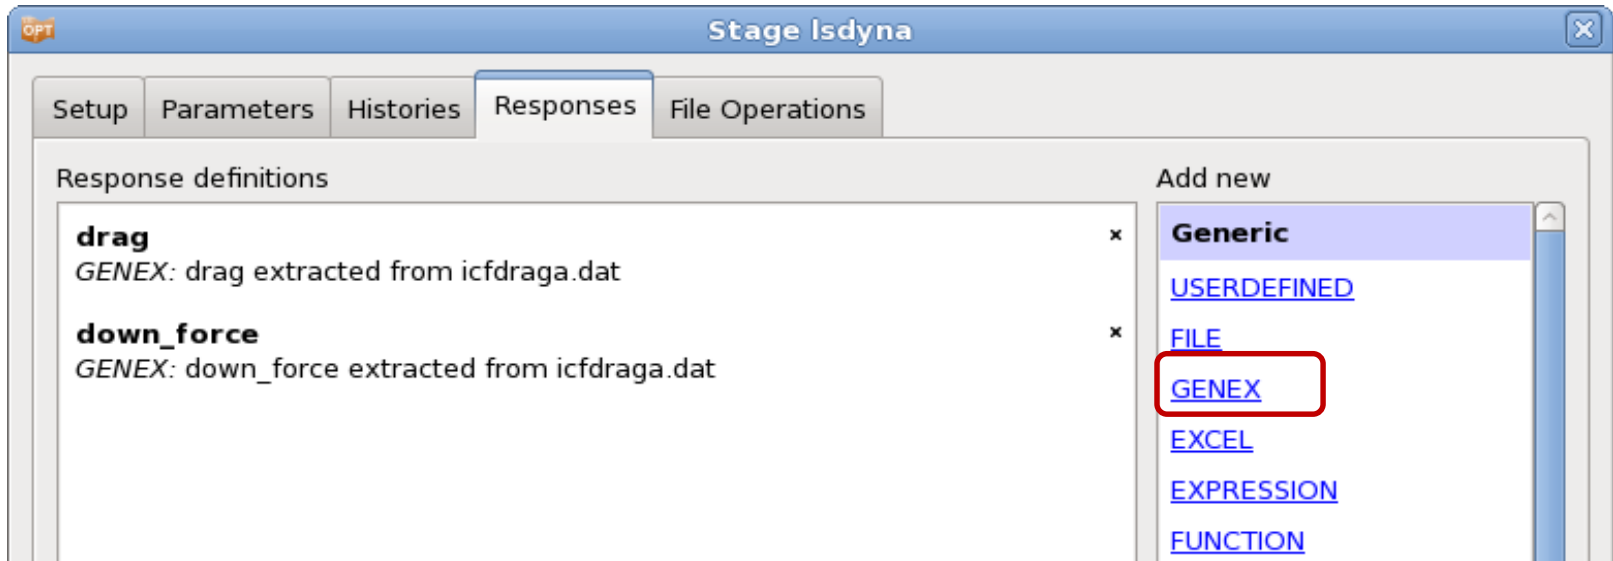 OPT
Stage lsdyna
Setup
Parameters
Histories
Responses
File Operations
Response definitions
drag
GENEX: drag extracted from icfdraga.dat
down_force
GENEX: down_force extracted from icfdraga.dat
Add new
Generic
USERDEFINED
FILE
GENEX
EXCEL
EXPRESSION
FUNCTION